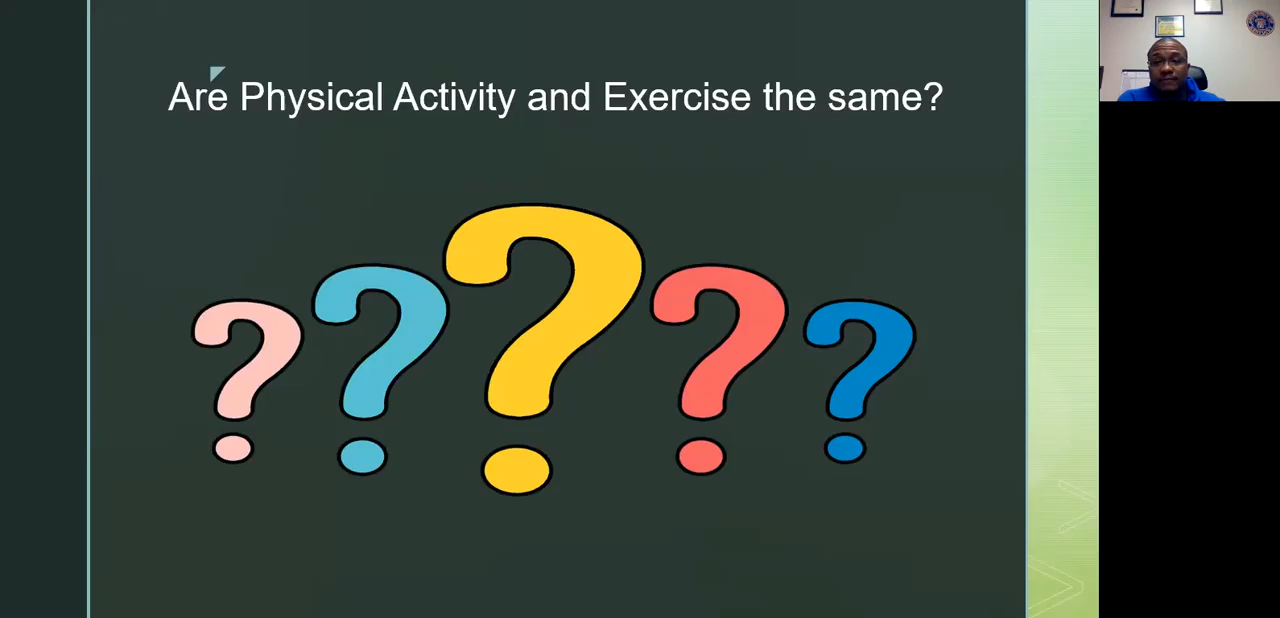 Are Physical Activity and Exercise the same?
? ? ? ? ?